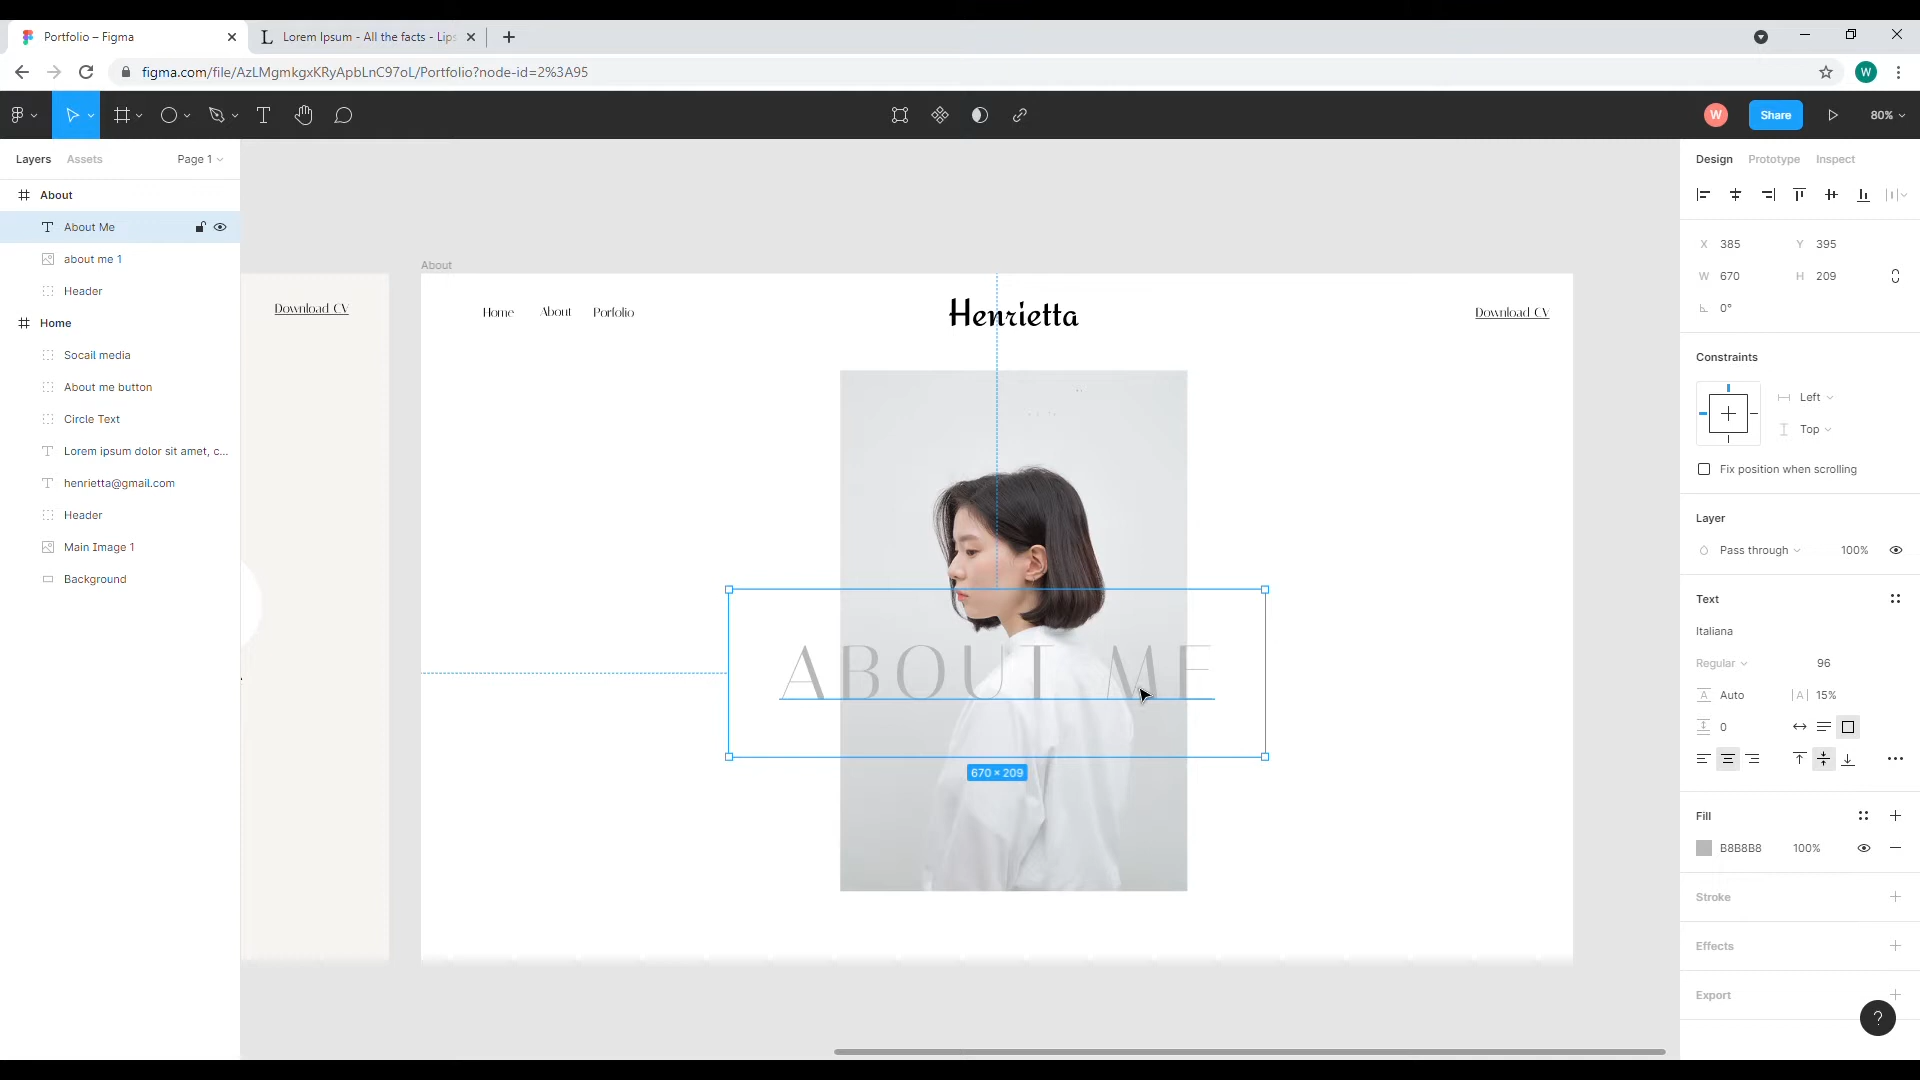 Portfolio – Figma
Lorem Ipsum - All the facts - Lips
figma.com/file/AzLMgmkgxKRyApbLnC97oL/Portfolio?node-id=2%3A95
W
W
Share
80%
Layers
Assets
Page 1
About
About Me
about me 1
Header
Home
Socail media
About me button
Circle Text
Lorem ipsum dolor sit amet, c...
henrietta@gmail.com
Header
Main Image 1
Background
Download CV
About
Home
About
Porfolio
Henrietta
Download CV
ABOUT ME
670 × 209
Design
Prototype
Inspect
X 385
Y 395
W 670
H 209
0°
Constraints
Left
Top
Fix position when scrolling
Layer
Pass through
100%
Text
Italiana
Regular
96
Auto
|A| 15%
0
Fill
B8B8B8
100%
Stroke
Effects
Export
?